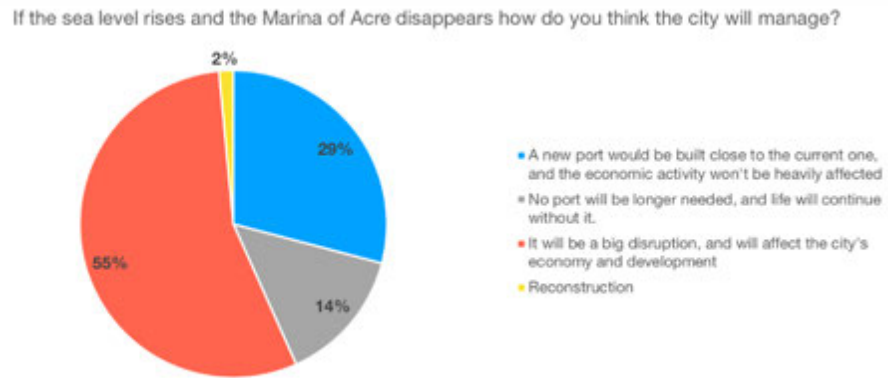 If the sea level rises and the Marina of Acre disappears how do you think the city will manage?
2%
29%
55%
14%
A new port would be built close to the current one,
and the economic activity won't be heavily affected
No port will be longer needed, and life will continue
without it.
It will be a big disruption, and will affect the city's
economy and development
Reconstruction